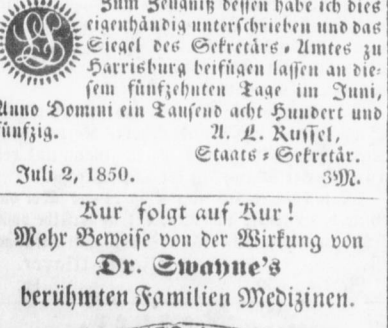 Zum Zeugniß dessen habe ich dies
eigenhändig unterschrieben und das
Siegel des Sekretärs-Amtes zu
Harrisburg beifügen lassen an die-
sem fünfzehnten Tage im Juni,
Anno Domini ein Tausend acht Hundert und
fünfzig. A. L. Russel,
Staats-Sekretär.
Juli 2, 1850. 3M.
Kur folgt auf Kur!
Mehr Beweise von der Wirkung von
Dr. Swayne's
berühmten Familien Medizinen.